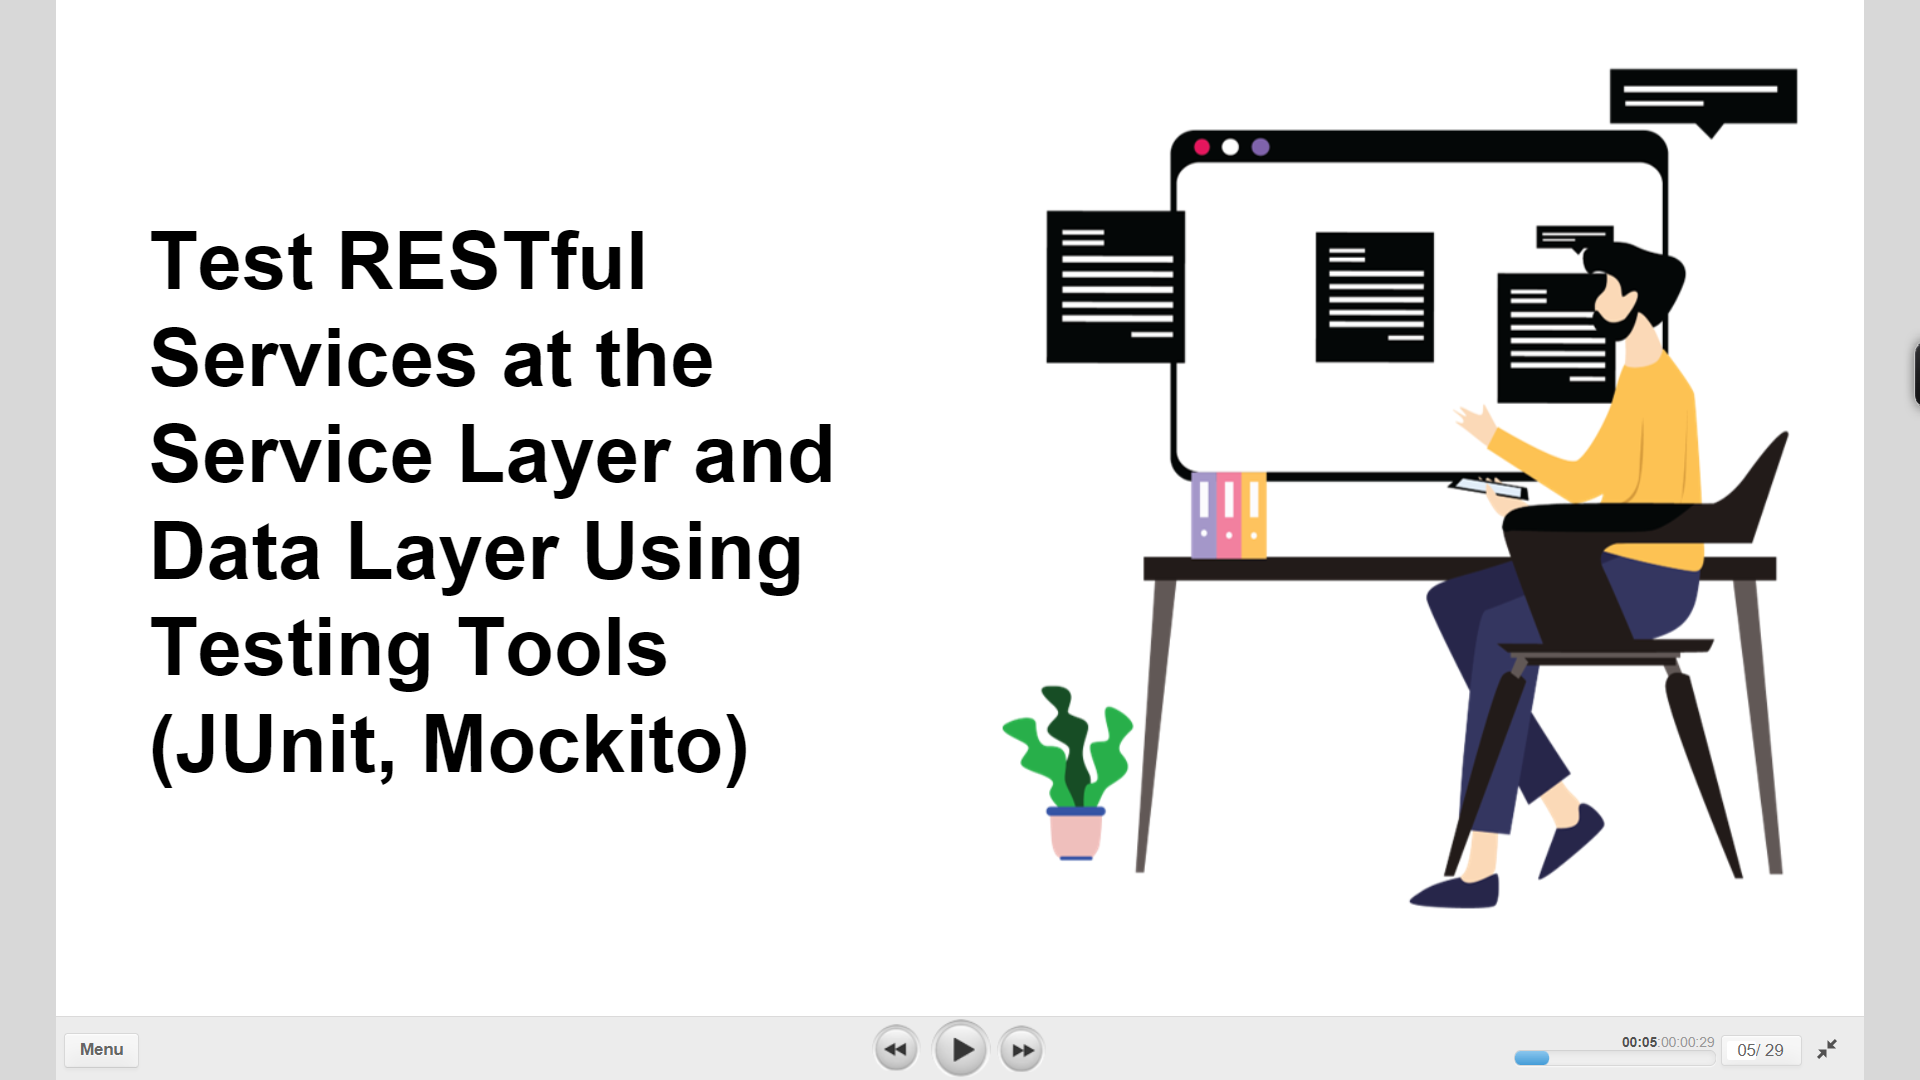 Test RESTful
Services at the
Service Layer and
Data Layer Using
Testing Tools
(JUnit, Mockito)
Menu
00:05:00:00:29
05/ 29